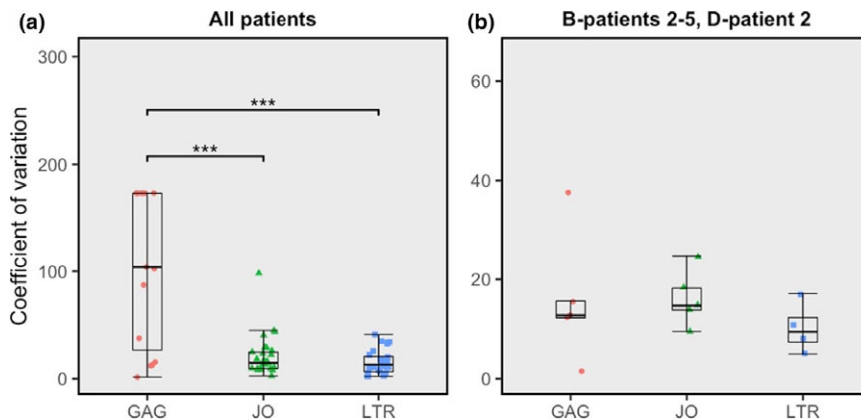 (a) All patients
Coefficient of variation
300
200
100
0
***
***
GAG JO LTR
(b) B-patients 2-5, D-patient 2
60
40
20
0
GAG JO LTR